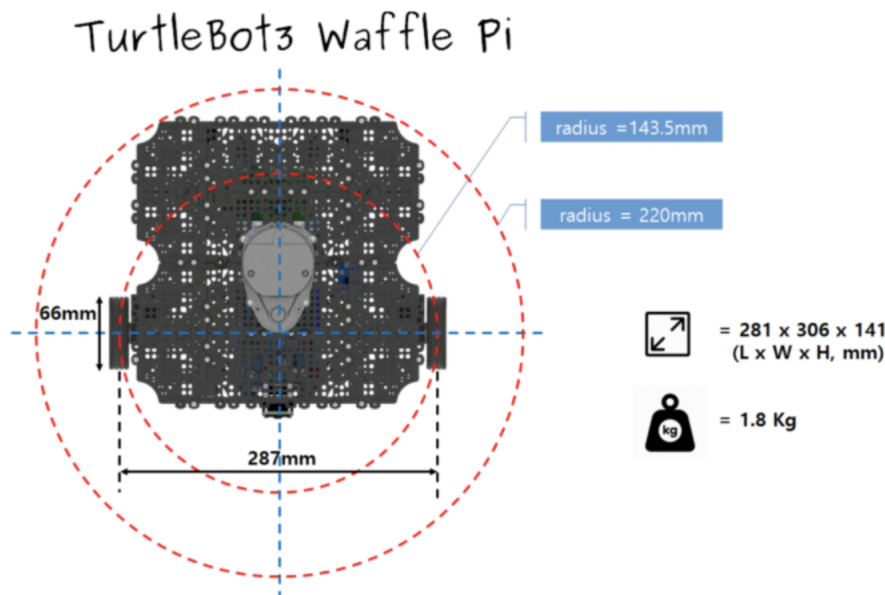 TurtleBot3 Waffle Pi
radius =143.5mm
radius = 220mm
66mm
= 281 x 306 x 141
(L x W x H, mm)
kg
= 1.8 Kg
287mm